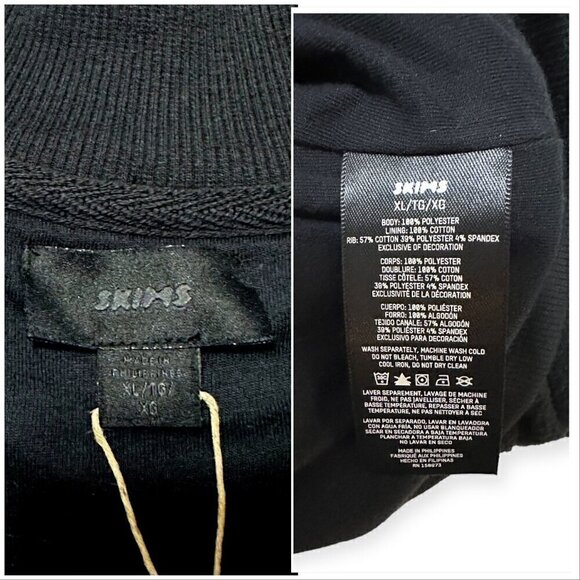 SKIMS
PHILIPPINES
XL/TG/
XG
SKIMS
XL/TG/XG
BODY: 100% POLYESTER
LINING: 100% COTTON
RIB: 57% COTTON 39% POLYESTER 4% SPANDEX
EXCLUSIVE OF DECORATION
CORPS: 100% POLYESTER
DOUBLURE: 100% COTON
TISSE CÔTELÉ: 57% COTON
39% POLYESTER 4% SPANDEX
EXCLUSIVITÉ DE LA DÉCORATION
CUERPO: 100% POLIÉSTER
FORRO: 100% ALGODÓN
TEJIDO CANALÉ: 57% ALGODÓN
39% POLIÉSTER 4% SPANDEX
EXCLUSIVO PARA DECORACIÓN
WASH SEPARATELY, MACHINE WASH COLD
DO NOT BLEACH, TUMBLE DRY LOW
COOL IRON, DO NOT DRY CLEAN
LAVER SEPAREMENT, LAVAGE DE MACHINE
FROID, NE PAS JAVELLISER, SÉCHER À
BASSE TEMPÉRATURE, REPASSER A BASSE
TEMPÉRATURE, NE PAS NETTOYER A SEC
LAVAR POR SEPARADO, LAVAR EN LAVADORA
CON AGUA FRIA, NO USAR BLANQUEADOR
SECAR EN SECADORA A TEMPERATURA BAJA
PLANCHAR A TEMPERATURA BAJA
NO LAVAR EN SECO
MADE IN PHILIPPINES
FABRIQUÉ AUX PHILIPPINES
HECHO EN FILIPINAS
RN 158873